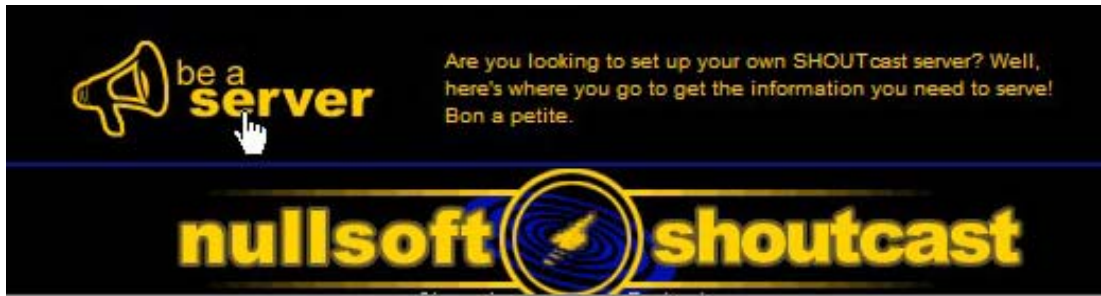 be a
server
Are you looking to set up your own SHOUTcast server? Well,
here's where you go to get the information you need to serve!
Bon a petite.
nullsoft shoutcast